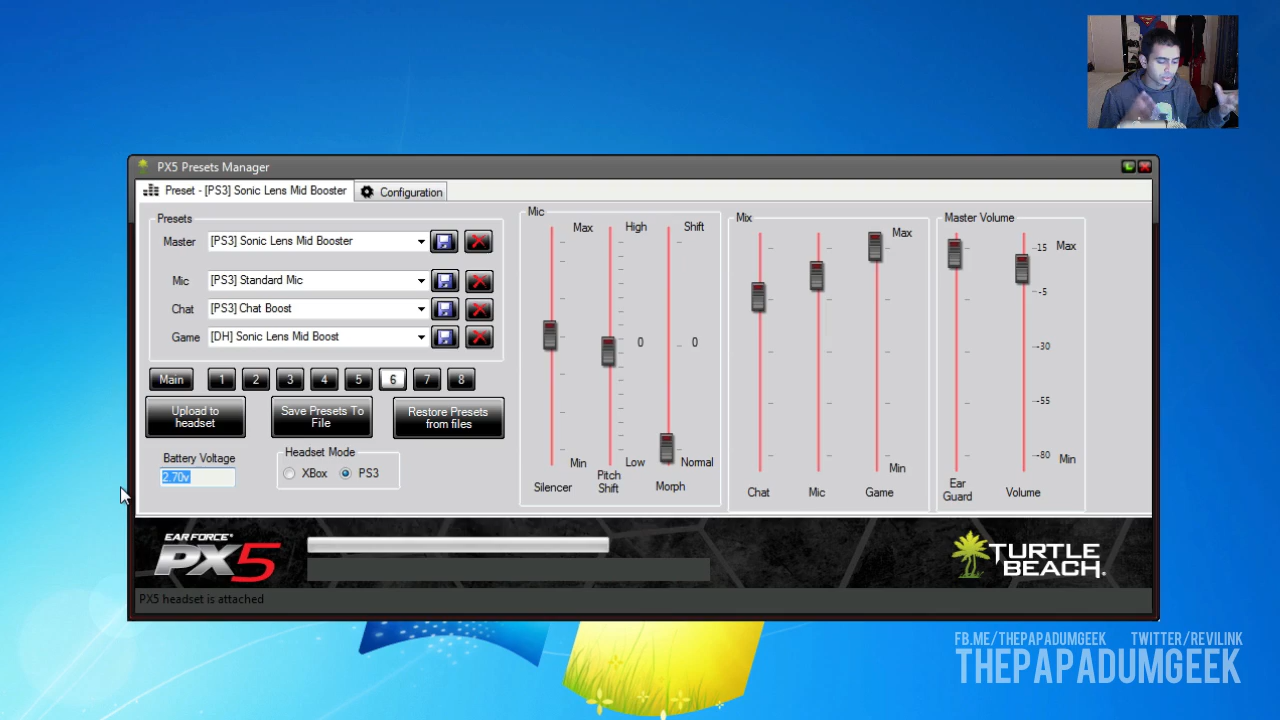 PX5 Presets Manager
Preset - [PS3] Sonic Lens Mid Booster
Configuration
Presets
Master [PS3] Sonic Lens Mid Booster
Mic [PS3] Standard Mic
Chat [PS3] Chat Boost
Game [DH] Sonic Lens Mid Boost
Main 1 2 3 4 5 6 7 8
Upload to headset
Save Presets To File
Restore Presets from files
Battery Voltage
2.70v
Headset Mode
XBox PS3
Mic
Max High Shift
0 0
Min Low Normal
Silencer Pitch Shift Morph
Mix
Max
Min
Chat Mic Game
Master Volume
15 Max
-5
-30
-55
-80 Min
Ear Guard Volume
EAR FORCE
PX5
TURTLE BEACH
PX5 headset is attached
FB.ME/THEPAPADUMGEEK TWITTER/REVILINK
THEPAPADUMGEEK